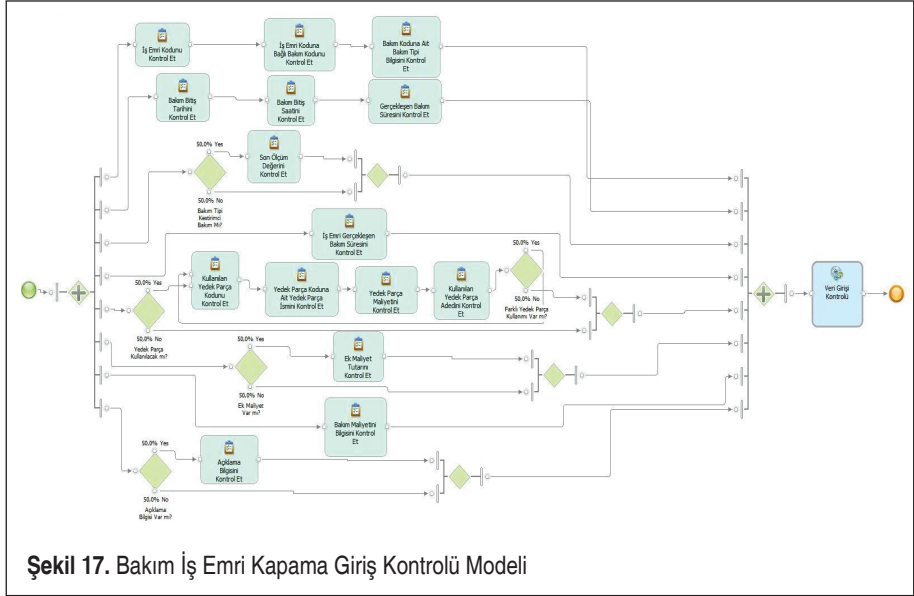 İş Emri Kodunu
Kontrol Et
İş Emri Koduna
Bağlı Bakım Kodunu
Kontrol Et
Bakım Koduna Ait
Bakım Tipi
Bilgisini Kontrol
Et
Bakım Bitiş
Tarihini
Kontrol Et
Bakım Bitiş
Saatini
Kontrol Et
Gerçekleşen Bakım
Süresini Kontrol Et
50.0% Yes
50.0% No
Bakım Tipi
Kestirimci
Bakım Mı?
Son Ölçüm
Değerini
Kontrol Et
İş Emri Gerçekleşen
Bakım Süresini
Kontrol Et
50.0% Yes
50.0% No
Yedek Parça
Kullanılacak mı?
Kullanılan
Yedek Parça
Kodunu
Kontrol Et
Yedek Parça Koduna
Ait Yedek Parça
İsmini Kontrol Et
Yedek Parça
Maliyetini
Kontrol Et
Kullanılan
Yedek Parça
Adedini Kontrol
Et
50.0% Yes
50.0% No
Farklı Yedek Parça
Kullanımı Var mı?
Veri Girişi
Kontrolü
50.0% Yes
50.0% No
Ek Maliyet
Var mı?
Ek Maliyet
Tutarını
Kontrol Et
Bakım Maliyetini
Bilgisini Kontrol
Et
50.0% Yes
50.0% No
Açıklama
Bilgisi Var mı?
Açıklama
Bilgisini
Kontrol Et
Şekil 17. Bakım İş Emri Kapama Giriş Kontrolü Modeli